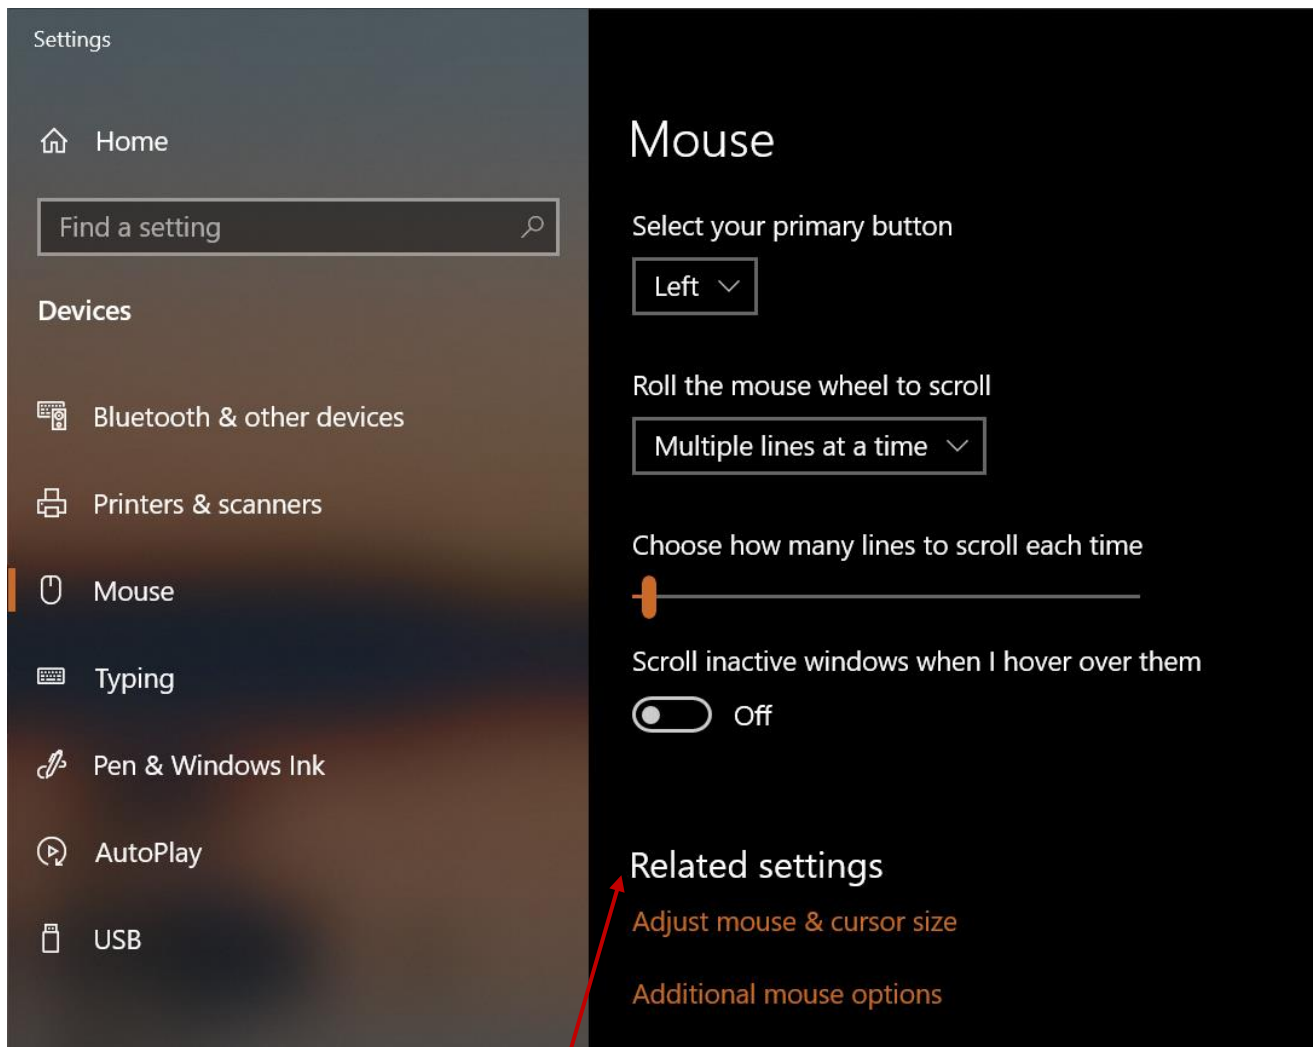 Settings
Home
Find a setting
Devices
Bluetooth & other devices
Printers & scanners
Mouse
Typing
Pen & Windows Ink
AutoPlay
USB
Mouse
Select your primary button
Left
Roll the mouse wheel to scroll
Multiple lines at a time
Choose how many lines to scroll each time
Scroll inactive windows when I hover over them
Off
Related settings
Adjust mouse & cursor size
Additional mouse options